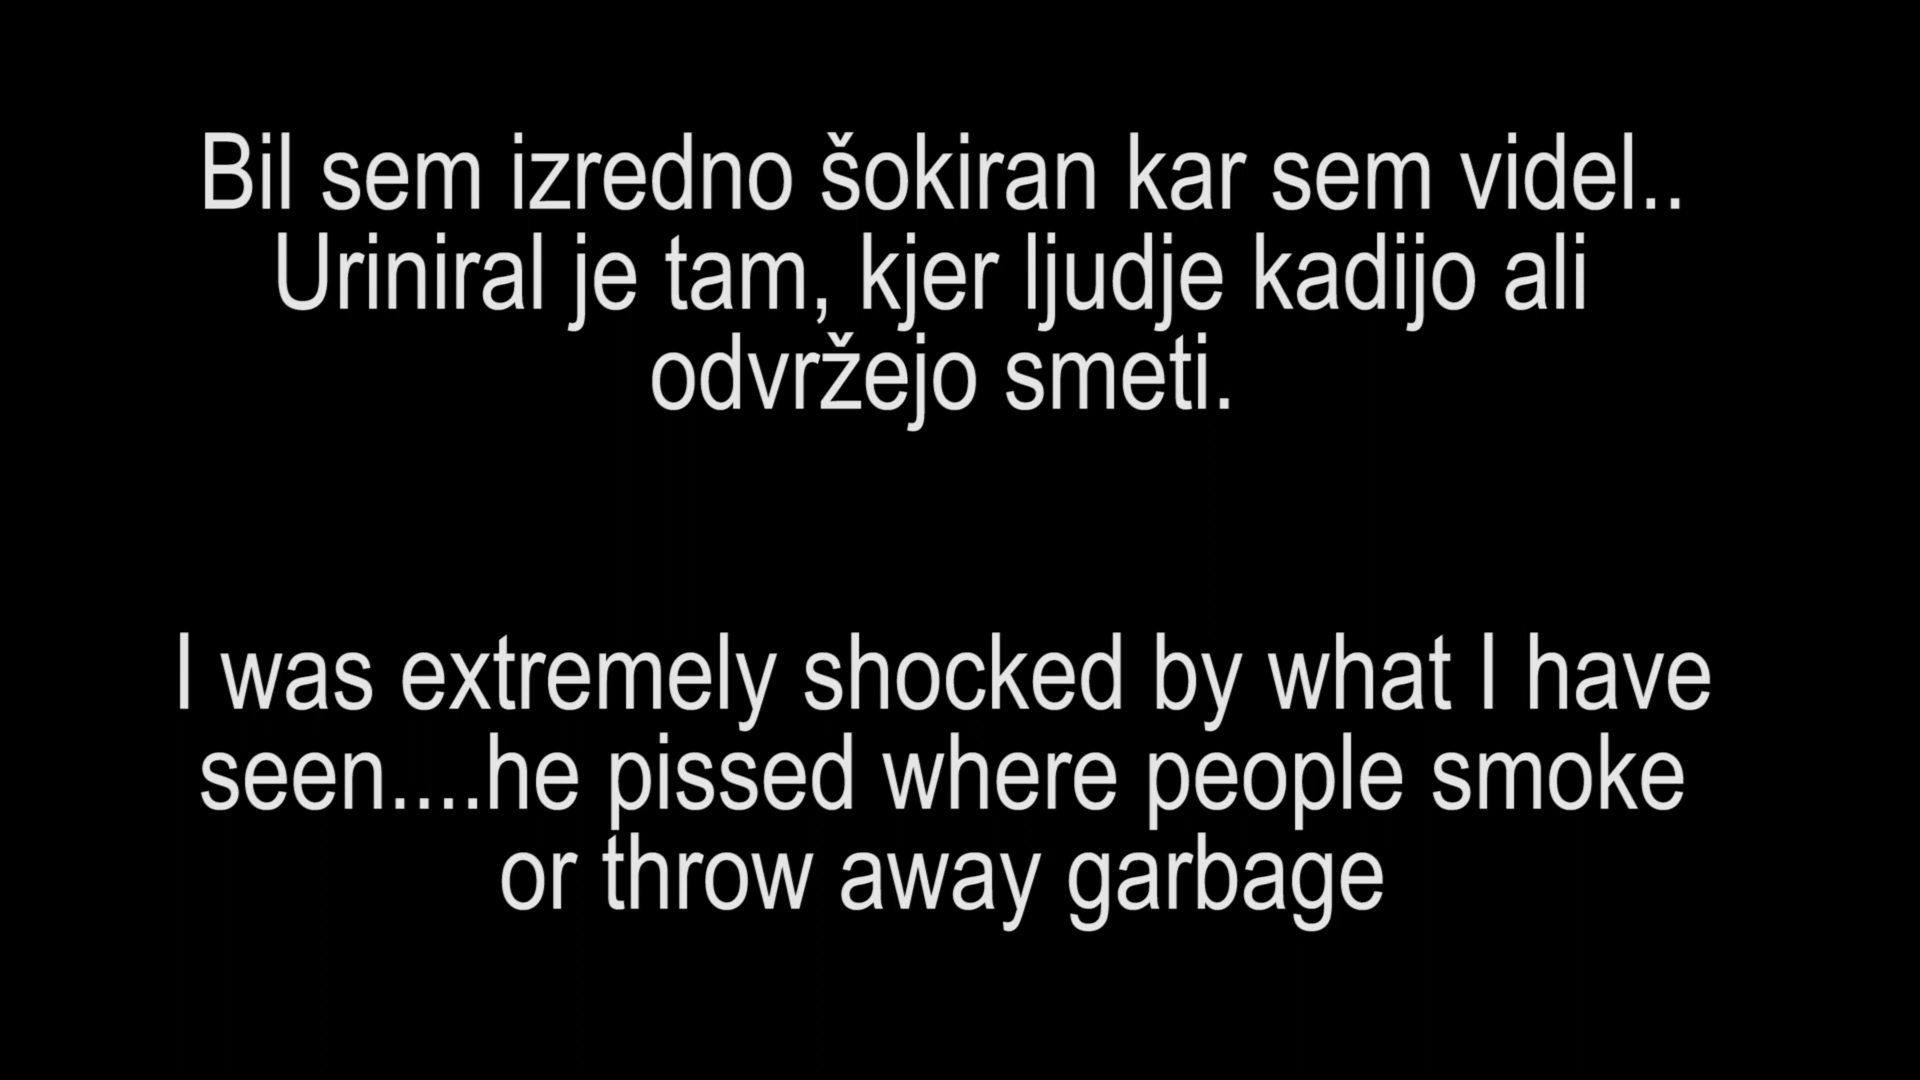 Bil sem izredno šokiran kar sem videl..
Uriniral je tam, kjer ljudje kadijo ali
odvržejo smeti.
I was extremely shocked by what I have
seen....he pissed where people smoke
or throw away garbage